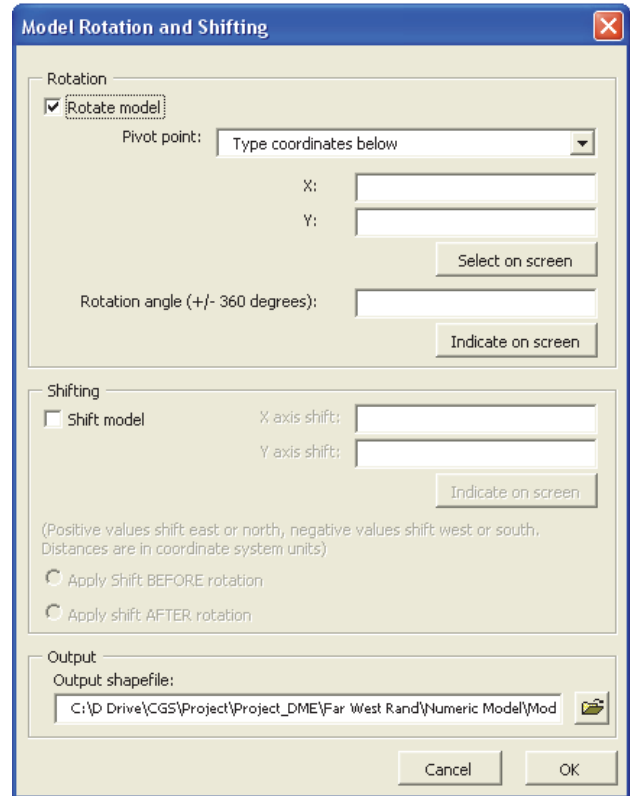 Model Rotation and Shifting
Rotation
Rotate model
Pivot point: Type coordinates below
X:
Y:
Select on screen
Rotation angle (+/- 360 degrees):
Indicate on screen
Shifting
Shift model X axis shift:
Y axis shift:
Indicate on screen
(Positive values shift east or north, negative values shift west or south.
Distances are in coordinate system units)
Apply Shift BEFORE rotation
Apply shift AFTER rotation
Output
Output shapefile:
C:\D Drive\CGS\Project\Project_DME\Far West Rand\Numeric Model\Mod
Cancel OK